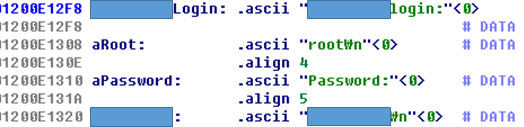 01200E12F8 Login: .ascii "login:"<0>
01200E12F8 # DATA
01200E1308 aRoot: .ascii "root₩n"<0> # DATA
01200E130E .align 4
01200E1310 aPassword: .ascii "Password:"<0> # DATA
01200E131A .align 5
01200E1320 : .ascii "₩n"<0> # DATA